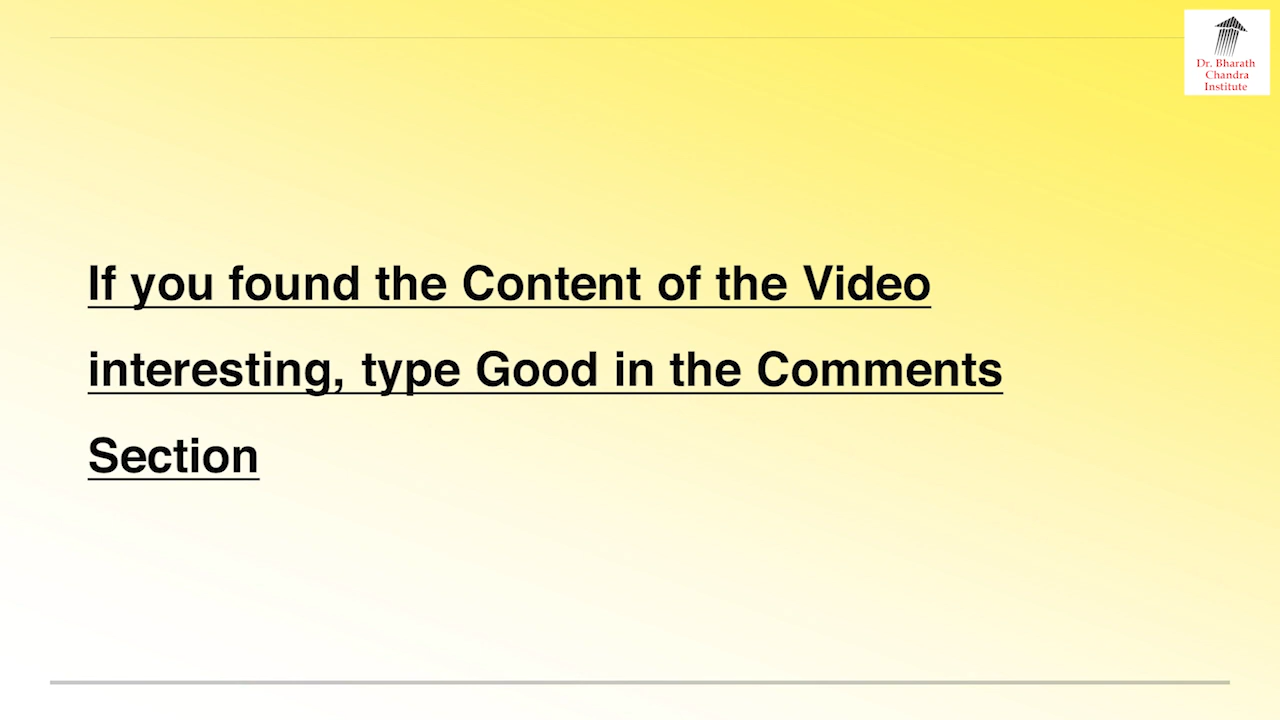 Dr. Bharath
Chandra
Institute
If you found the Content of the Video
interesting, type Good in the Comments
Section